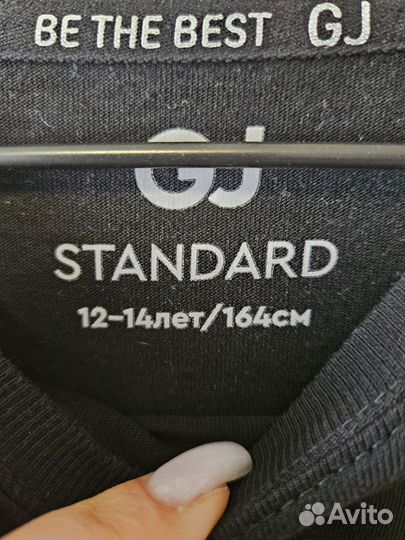 BE THE BEST GJ
GJ
STANDARD
12-14лет/164см
Avito